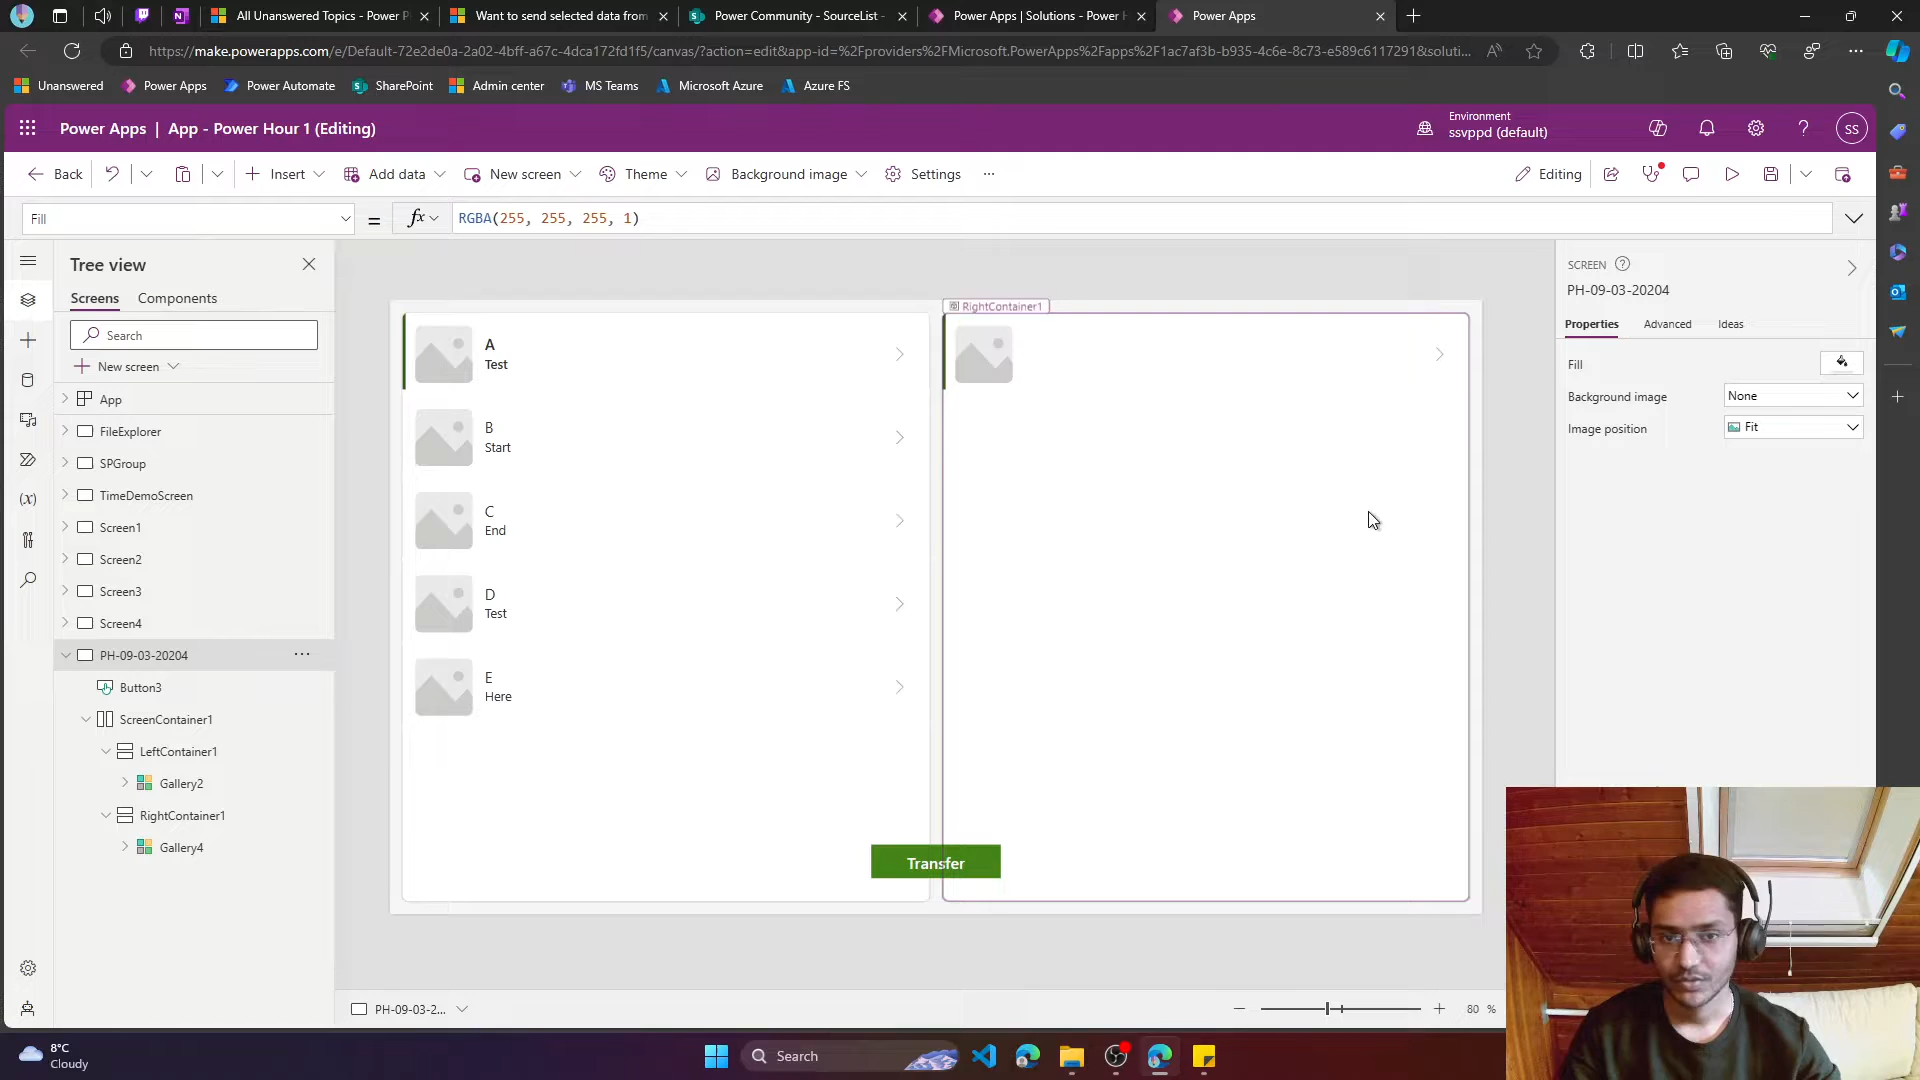 All Unanswered Topics - Power P
Want to send selected data from
Power Community - SourceList -
Power Apps | Solutions - Power H
Power Apps
https://make.powerapps.com/e/Default-72e2de0a-2a02-4bff-a67c-4dca172fd1f5/canvas/?action=edit&app-id=%2Fproviders%2FMicrosoft.PowerApps%2Fapps%2F1ac7af3b-b935-4c6e-8c73-e589c6117291&soluti...
Unanswered
Power Apps
Power Automate
SharePoint
Admin center
MS Teams
Microsoft Azure
Azure FS
Power Apps | App - Power Hour 1 (Editing)
Environment
ssvppd (default)
SS
Back
Insert
Add data
New screen
Theme
Background image
Settings
Editing
Fill
=
fx
RGBA(255, 255, 255, 1)
Tree view
Screens
Components
Search
New screen
App
FileExplorer
SPGroup
TimeDemoScreen
Screen1
Screen2
Screen3
Screen4
PH-09-03-20204
Button3
ScreenContainer1
LeftContainer1
Gallery2
RightContainer1
Gallery4
A
Test
B
Start
C
End
D
Test
E
Here
RightContainer1
Transfer
SCREEN
PH-09-03-20204
Properties
Advanced
Ideas
Fill
Background image
None
Image position
Fit
PH-09-03-2...
80 %
8°C
Cloudy
Search